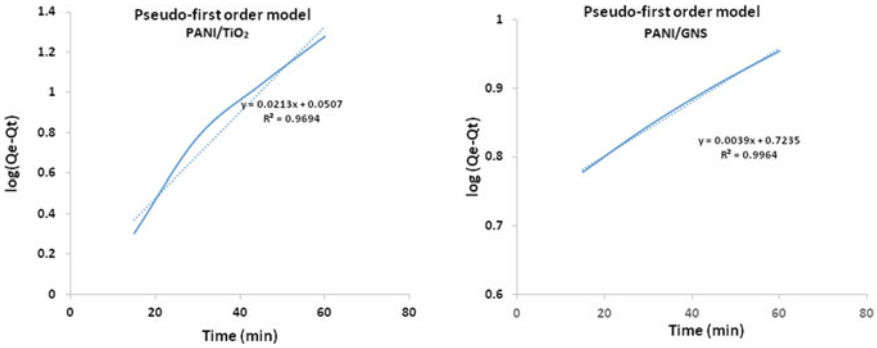 Pseudo-first order model
PANI/TiO₂
1.4
1.2
1
0.8
0.6
0.4
0.2
0
log(Qe-Qt)
y = 0.0213x + 0.0507
R² = 0.9694
0
20
40
60
80
Time (min)
Pseudo-first order model
PANI/GNS
1
0.9
0.8
0.7
0.6
log (Qe-Qt)
y = 0.0039x + 0.7235
R² = 0.9964
0
20
40
60
80
Time (min)